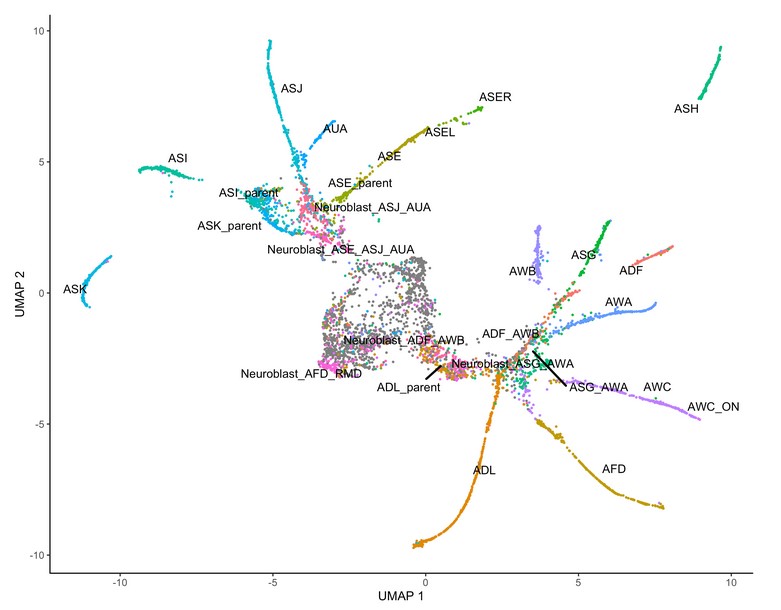 10
5
0
-5
-10
UMAP 2
ASJ
ASER
ASH
AUA
ASEL
ASI
ASE
ASI_parent
ASE_parent
Neuroblast_ASJ_AUA
ASK_parent
Neuroblast_ASE_ASJ_AUA
ASG
AWB
ADF
ASK
AWA
Neuroblast_ADF_AWB
ADF_AWB
Neuroblast_ASG_AWA
Neuroblast_AFD_RMD
ADL_parent
ASG_AWA
AWC
AWC_ON
ADL
AFD
-10
-5
0
5
10
UMAP 1